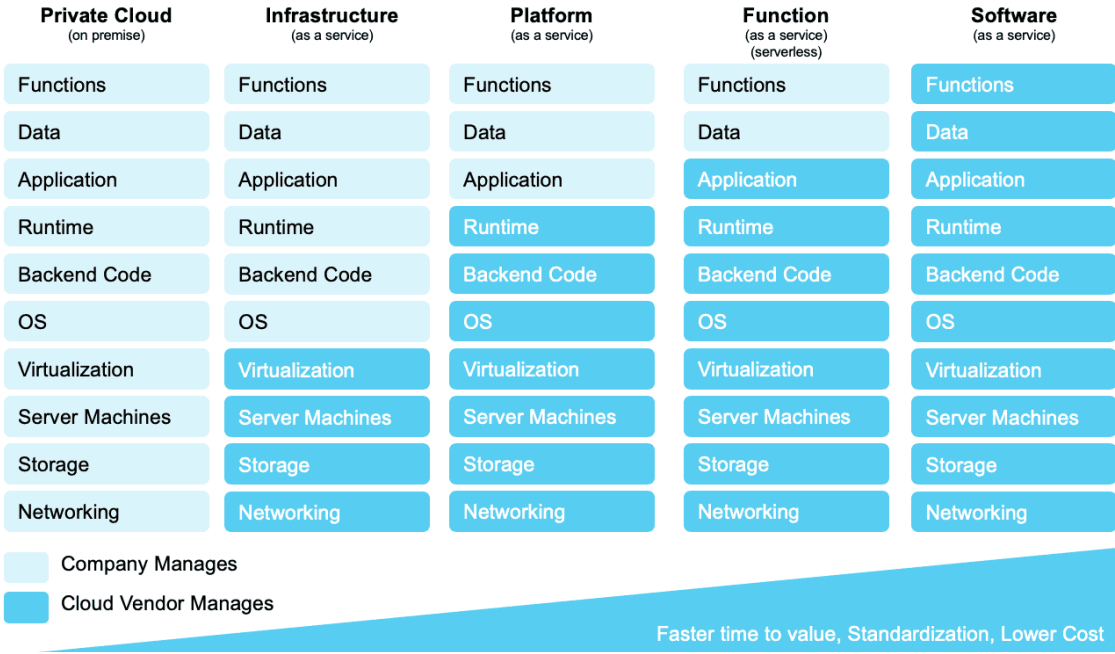 Private Cloud
(on premise)
Infrastructure
(as a service)
Platform
(as a service)
Function
(as a service)
(serverless)
Software
(as a service)
Functions
Functions
Functions
Functions
Functions
Data
Data
Data
Data
Data
Application
Application
Application
Application
Application
Runtime
Runtime
Runtime
Runtime
Runtime
Backend Code
Backend Code
Backend Code
Backend Code
Backend Code
OS
OS
OS
OS
OS
Virtualization
Virtualization
Virtualization
Virtualization
Virtualization
Server Machines
Server Machines
Server Machines
Server Machines
Server Machines
Storage
Storage
Storage
Storage
Storage
Networking
Networking
Networking
Networking
Networking
Company Manages
Cloud Vendor Manages
Faster time to value, Standardization, Lower Cost